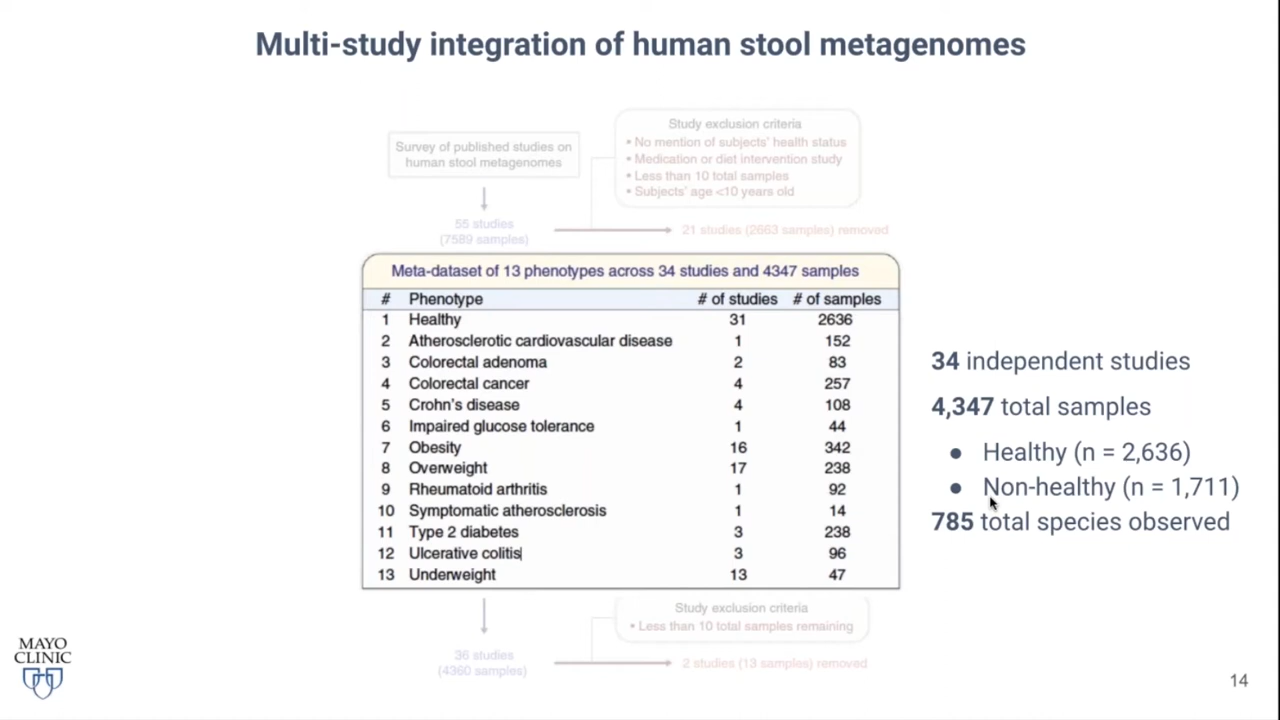 Multi-study integration of human stool metagenomes
Survey of published studies on
human stool metagenomes
Study exclusion criteria
• No mention of subjects' health status
• Medication or diet intervention study
• Less than 10 total samples
• Subjects' age <10 years old
55 studies
(7589 samples)
21 studies (2663 samples) removed
Meta-dataset of 13 phenotypes across 34 studies and 4347 samples
# Phenotype # of studies # of samples
1 Healthy 31 2636
2 Atherosclerotic cardiovascular disease 1 152
3 Colorectal adenoma 2 83
4 Colorectal cancer 4 257
5 Crohn's disease 4 108
6 Impaired glucose tolerance 1 44
7 Obesity 16 342
8 Overweight 17 238
9 Rheumatoid arthritis 1 92
10 Symptomatic atherosclerosis 1 14
11 Type 2 diabetes 3 238
12 Ulcerative colitis 3 96
13 Underweight 13 47
34 independent studies
4,347 total samples
● Healthy (n = 2,636)
● Non-healthy (n = 1,711)
785 total species observed
Study exclusion criteria
• Less than 10 total samples remaining
36 studies
(4360 samples)
2 studies (13 samples) removed
MAYO
CLINIC
14